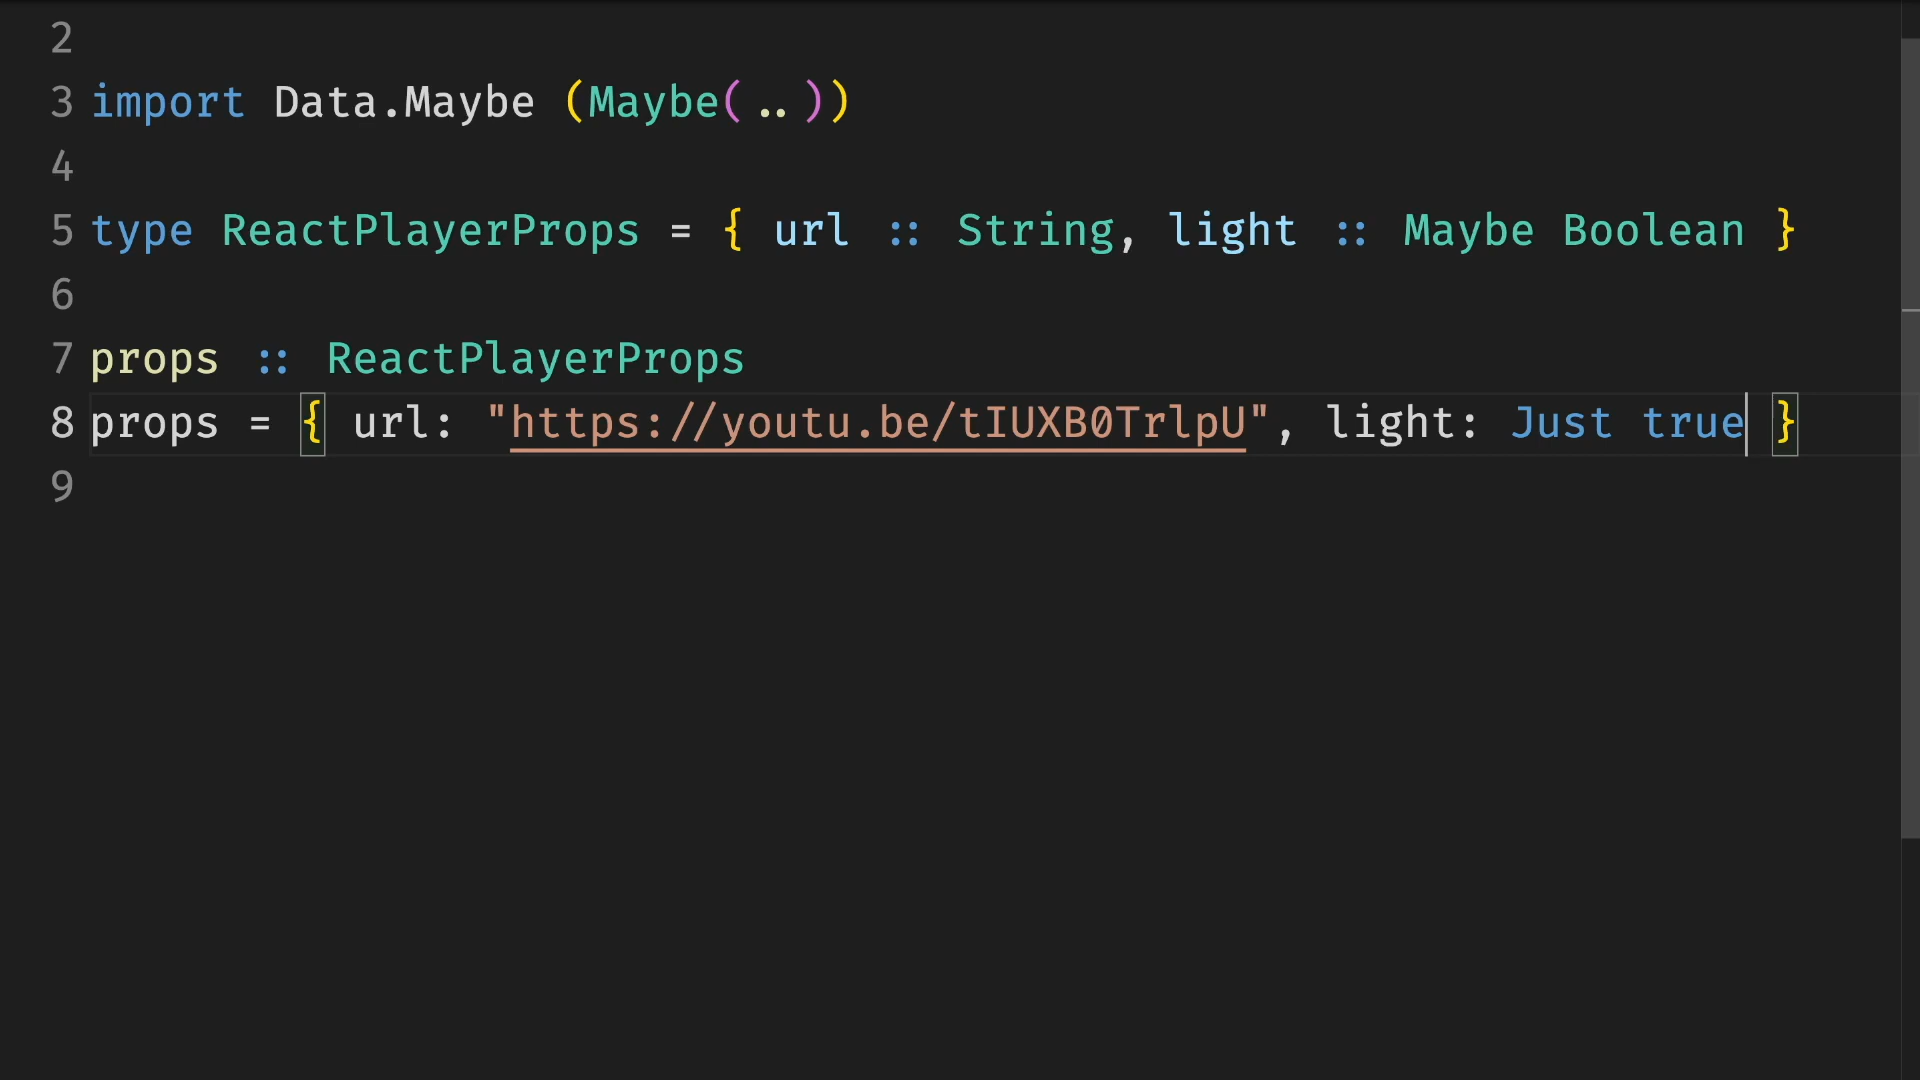 2
3 import Data.Maybe (Maybe(..))
4
5 type ReactPlayerProps = { url :: String, light :: Maybe Boolean }
6
7 props :: ReactPlayerProps
8 props = { url: "https://youtu.be/tIUXB0TrlpU", light: Just true }
9